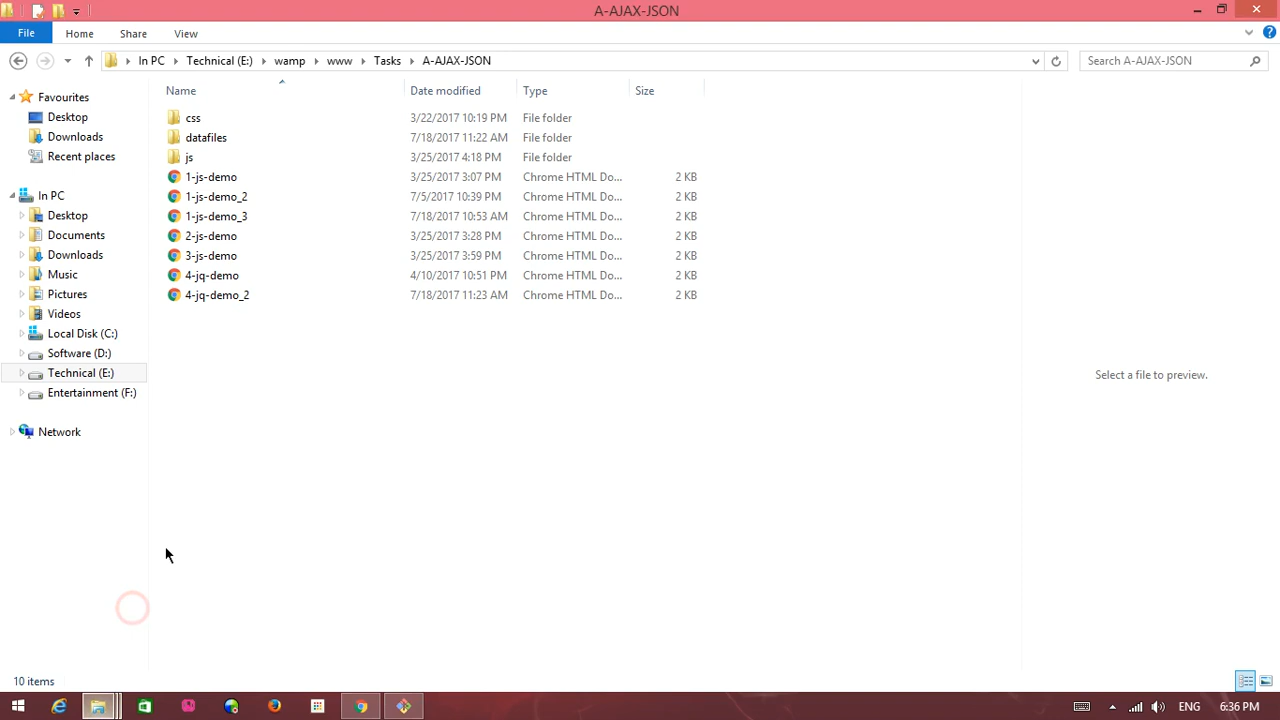 A-AJAX-JSON
File Home Share View
In PC Technical (E:) wamp www Tasks A-AJAX-JSON Search A-AJAX-JSON
Favourites
Desktop
Downloads
Recent places
In PC
Desktop
Documents
Downloads
Music
Pictures
Videos
Local Disk (C:)
Software (D:)
Technical (E:)
Entertainment (F:)
Network
Name Date modified Type Size
css 3/22/2017 10:19 PM File folder
datafiles 7/18/2017 11:22 AM File folder
js 3/25/2017 4:18 PM File folder
1-js-demo 3/25/2017 3:07 PM Chrome HTML Do... 2 KB
1-js-demo_2 7/5/2017 10:39 PM Chrome HTML Do... 2 KB
1-js-demo_3 7/18/2017 10:53 AM Chrome HTML Do... 2 KB
2-js-demo 3/25/2017 3:28 PM Chrome HTML Do... 2 KB
3-js-demo 3/25/2017 3:59 PM Chrome HTML Do... 2 KB
4-jq-demo 4/10/2017 10:51 PM Chrome HTML Do... 2 KB
4-jq-demo_2 7/18/2017 11:23 AM Chrome HTML Do... 2 KB
Select a file to preview.
10 items
ENG 6:36 PM